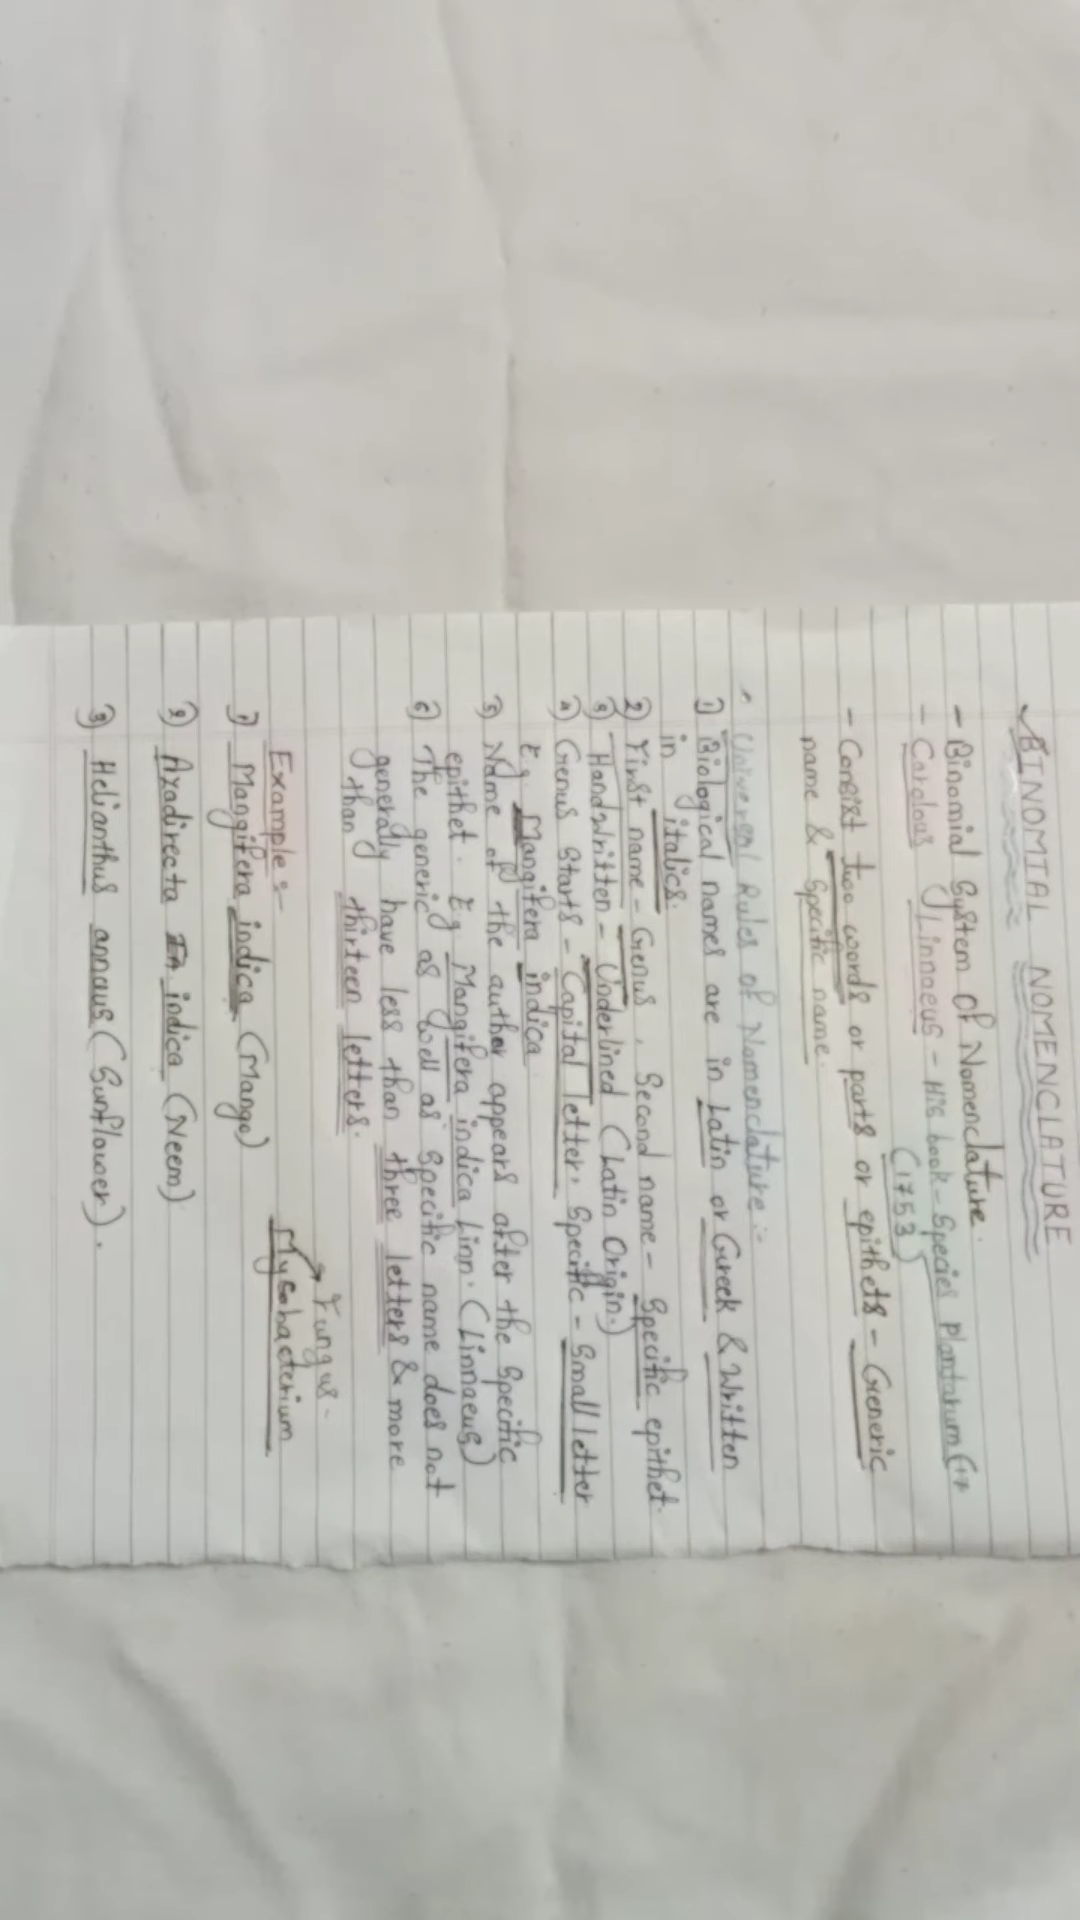 BINOMIAL NOMENCLATURE
- Binomial System of Nomenclature.
- Carolous Linnaeus - His book - Species plantarum (17
(1753)
- Consist two words or parts or epithets - Generic
name & Specific name.
Universal Rules of Nomenclature :-
1) Biological names are in Latin or Greek & Written
in italics.
2) First name - Genus, Second name - Specific epithet.
3) Handwritten - Underlined (Latin Origin.)
4) Genus Starts - Capital letter, Specific - Small letter
Eg. Mangifera indica
5) Name of the author appears after the Specific
epithet. Eg Mangifera indica Linn. (Linnaeus)
6) The generic as well as specific name does not
generally have less than three letters & more
than thirteen letters.
Fungus.
Example :- Mycobacterium
1) Mangifera indica (Mango)
2) Azadirecta indica (Neem)
3) Helianthus annaus (Sunflower).